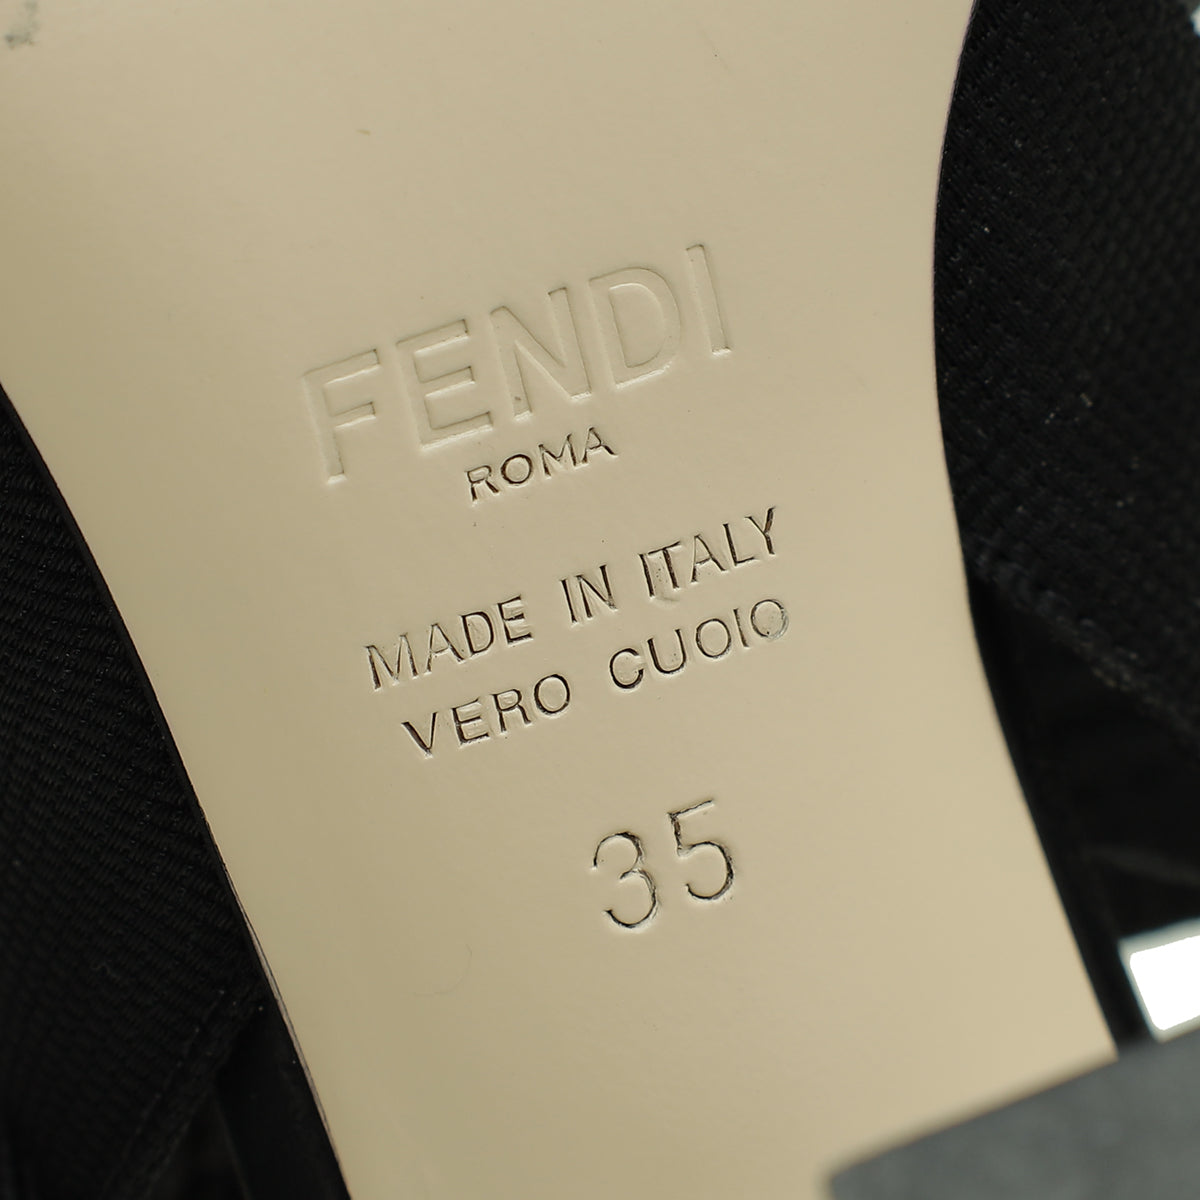 FENDI
ROMA
MADE IN ITALY
VERO CUOIO
35